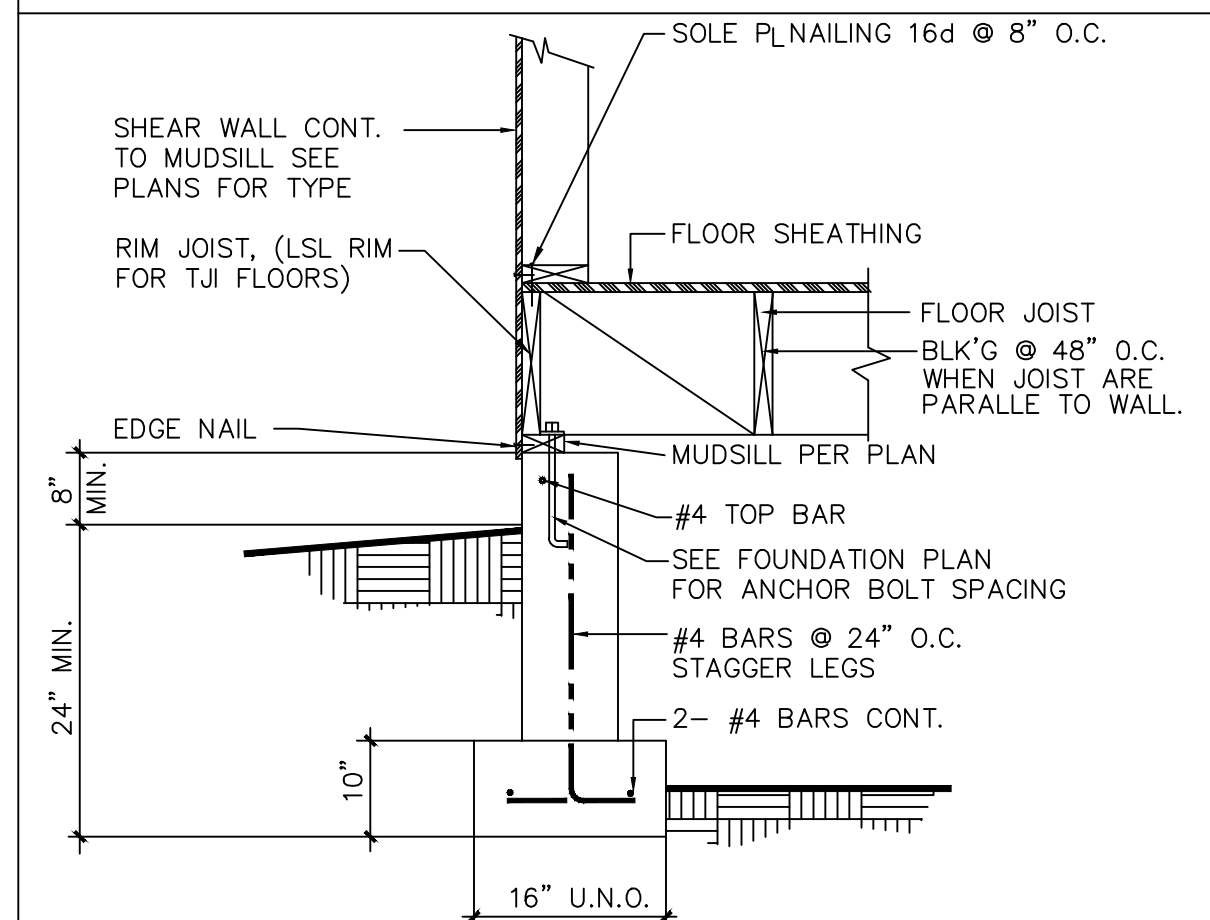 SOLE PL NAILING 16d @ 8" O.C.
SHEAR WALL CONT.
TO MUDSILL SEE
PLANS FOR TYPE
RIM JOIST, (LSL RIM
FOR TJI FLOORS)
FLOOR SHEATHING
FLOOR JOIST
BLK'G @ 48" O.C.
WHEN JOIST ARE
PARALLE TO WALL.
EDGE NAIL
MUDSILL PER PLAN
8"
MIN.
#4 TOP BAR
SEE FOUNDATION PLAN
FOR ANCHOR BOLT SPACING
#4 BARS @ 24" O.C.
STAGGER LEGS
24" MIN.
2- #4 BARS CONT.
10"
16" U.N.O.